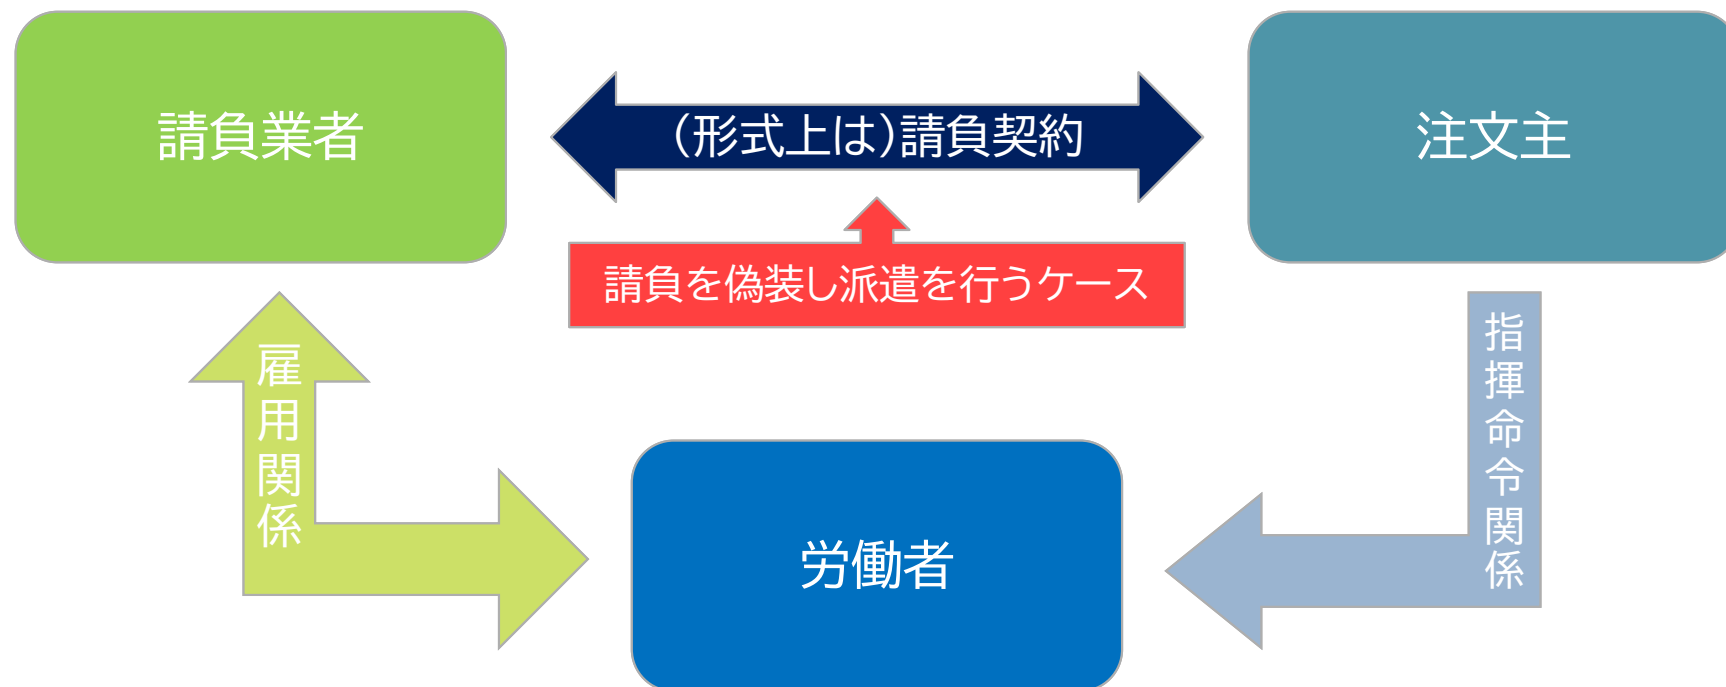 請負業者
（形式上は）請負契約
注文主
請負を偽装し派遣を行うケース
雇用関係
指揮命令関係
労働者